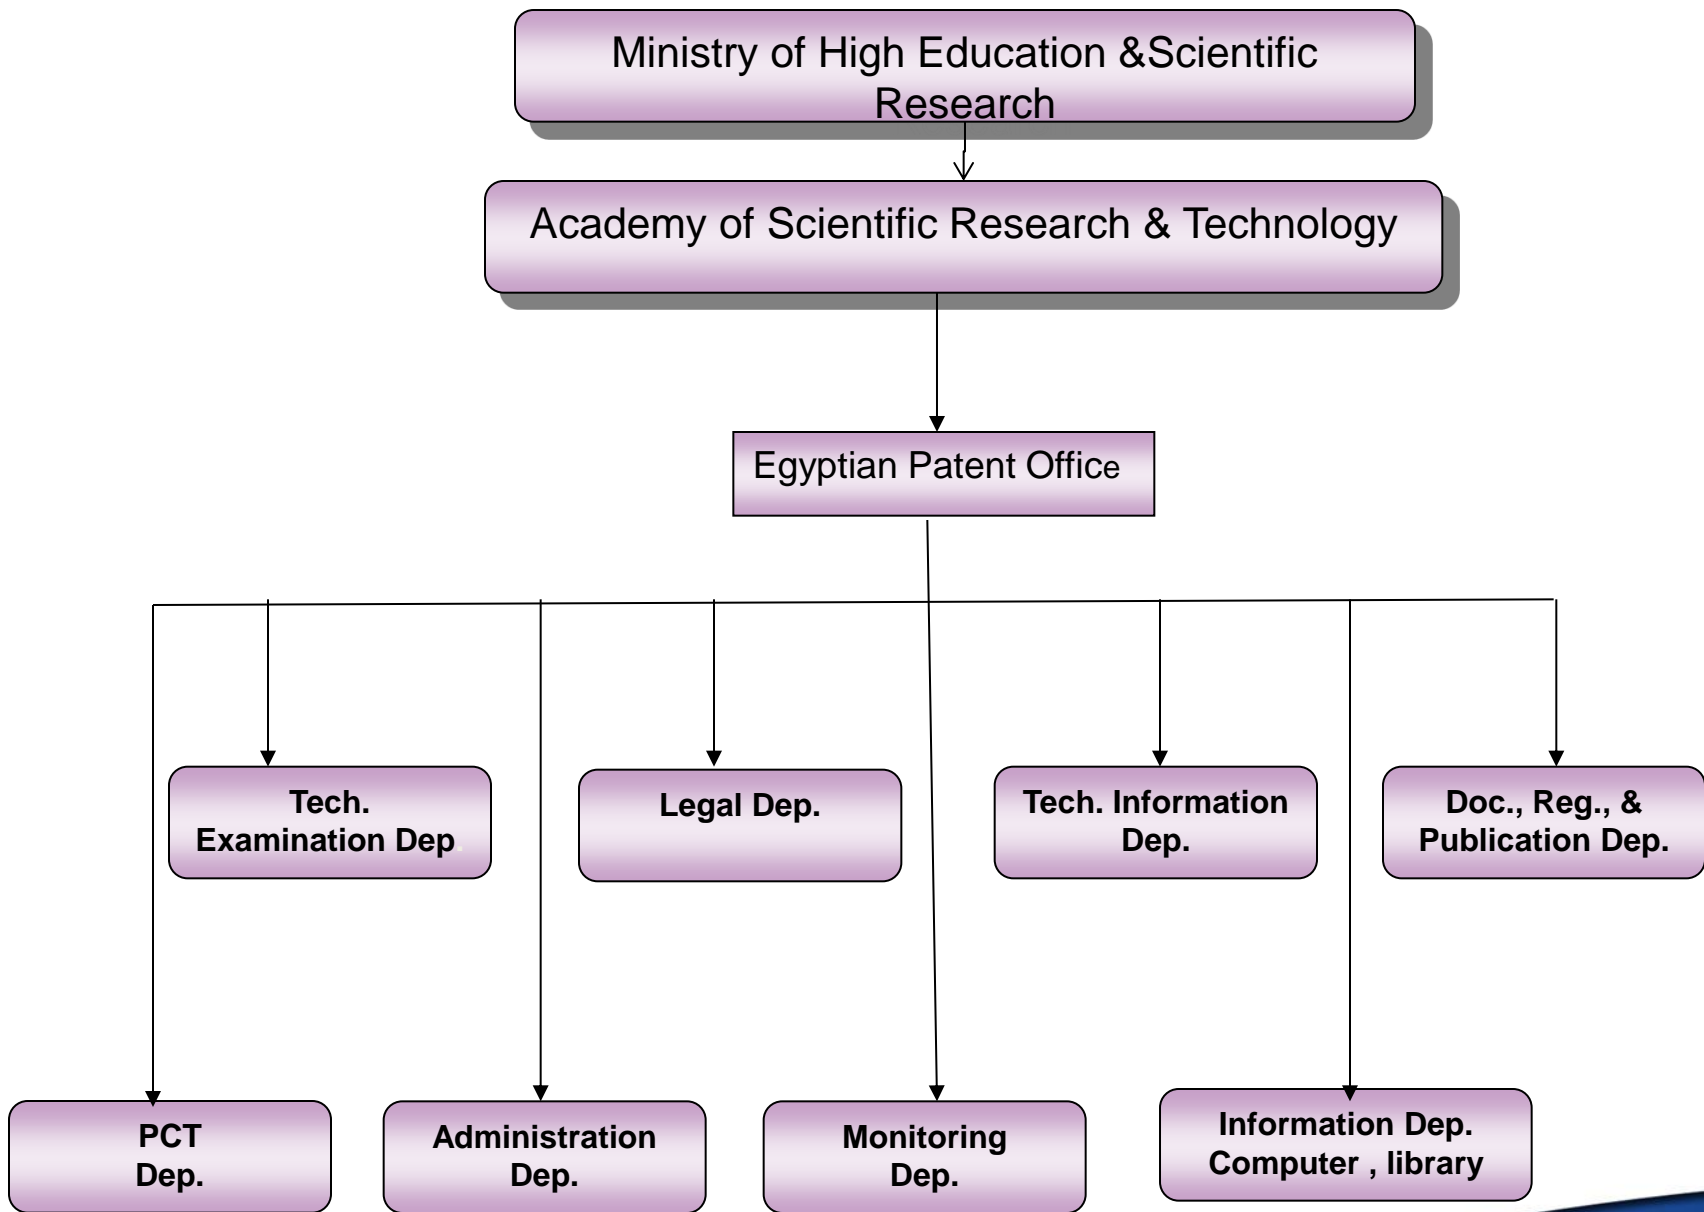 Ministry of High Education &Scientific
Research
Academy of Scientific Research & Technology
Egyptian Patent Office
Tech.
Examination Dep.
Legal Dep.
Tech. Information
Dep.
Doc., Reg., &
Publication Dep.
PCT
Dep.
Administration
Dep.
Monitoring
Dep.
Information Dep.
Computer , library